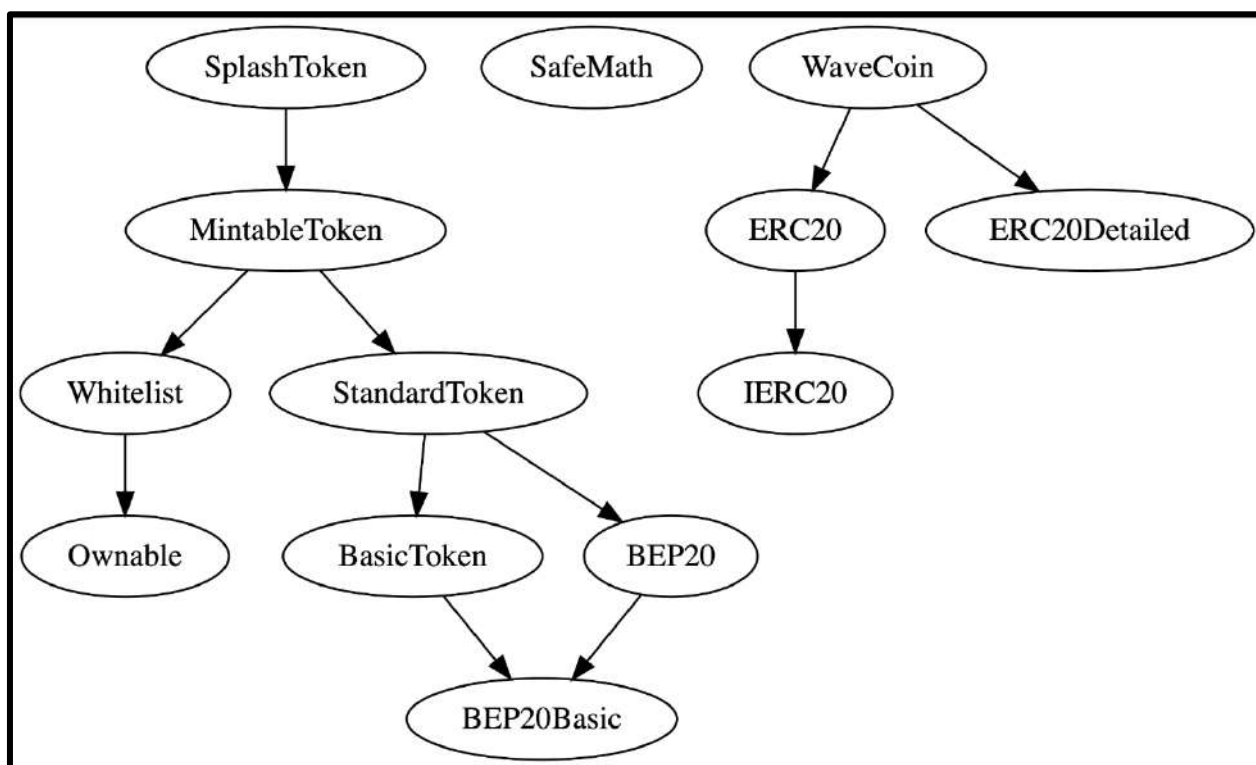 SplashToken
SafeMath
WaveCoin
MintableToken
ERC20
ERC20Detailed
Whitelist
StandardToken
IERC20
Ownable
BasicToken
BEP20
BEP20Basic